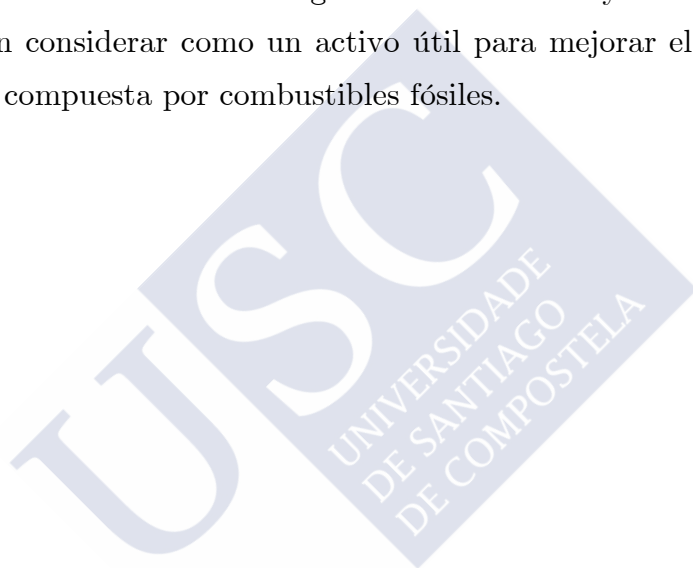 n considerar como un activo útil para mejorar el
compuesta por combustibles fósiles.
USC
UNIVERSIDADE
DE SANTIAGO
DE COMPOSTELA